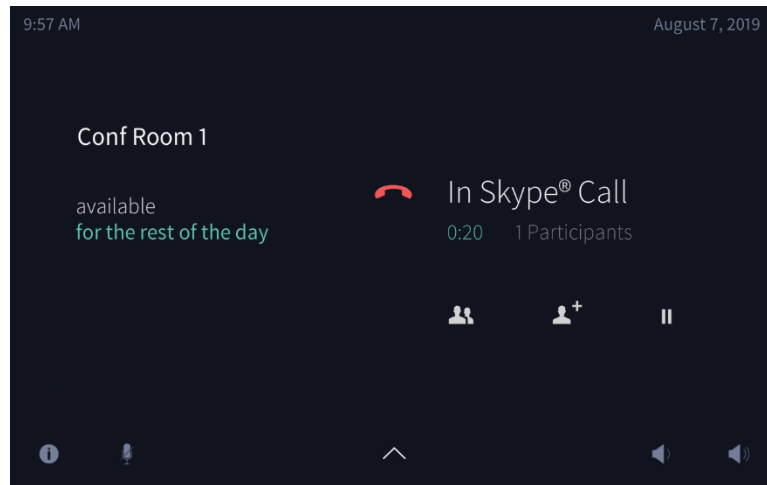 9:57 AM
August 7, 2019
Conf Room 1
available
for the rest of the day
In Skype® Call
0:20 1 Participants